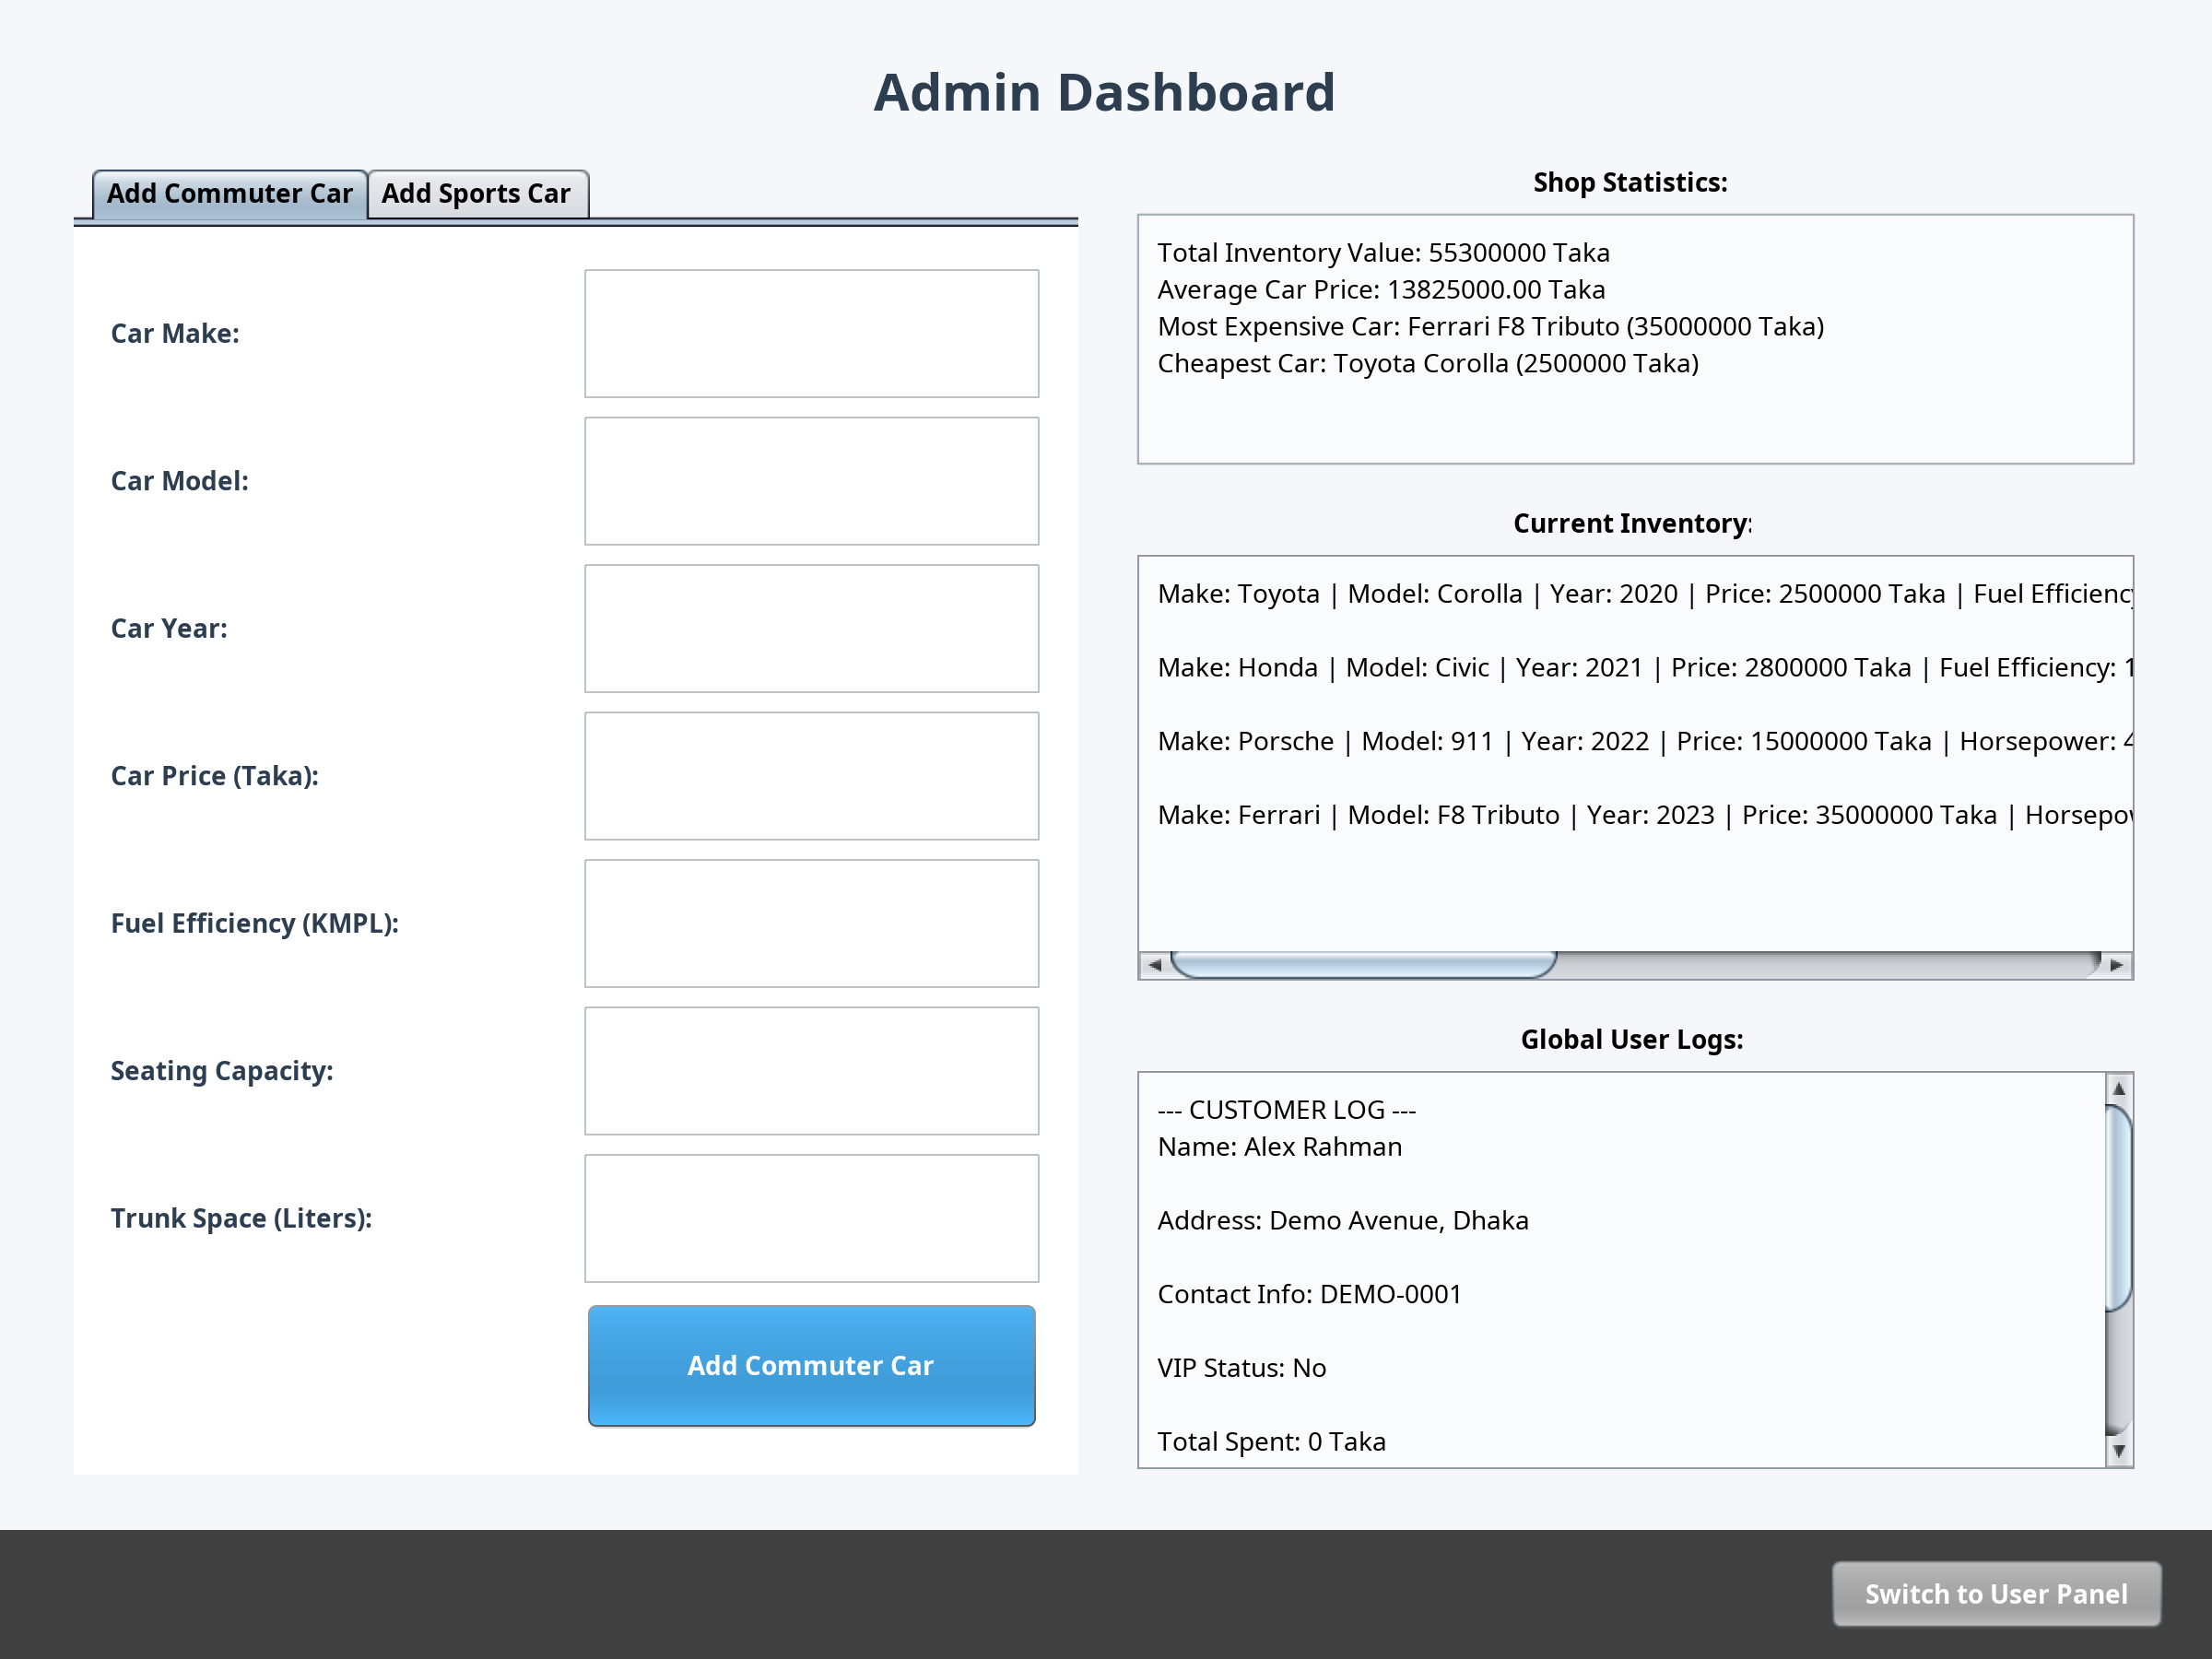 Admin Dashboard
Add Commuter Car
Add Sports Car
Car Make:
Car Model:
Car Year:
Car Price (Taka):
Fuel Efficiency (KMPL):
Seating Capacity:
Trunk Space (Liters):
Add Commuter Car
Shop Statistics:
Total Inventory Value: 55300000 Taka
Average Car Price: 13825000.00 Taka
Most Expensive Car: Ferrari F8 Tributo (35000000 Taka)
Cheapest Car: Toyota Corolla (2500000 Taka)
Current Inventory:
Make: Toyota | Model: Corolla | Year: 2020 | Price: 2500000 Taka | Fuel Efficiency
Make: Honda | Model: Civic | Year: 2021 | Price: 2800000 Taka | Fuel Efficiency: 1
Make: Porsche | Model: 911 | Year: 2022 | Price: 15000000 Taka | Horsepower: 4
Make: Ferrari | Model: F8 Tributo | Year: 2023 | Price: 35000000 Taka | Horsepow
Global User Logs:
--- CUSTOMER LOG ---
Name: Alex Rahman
Address: Demo Avenue, Dhaka
Contact Info: DEMO-0001
VIP Status: No
Total Spent: 0 Taka
Switch to User Panel